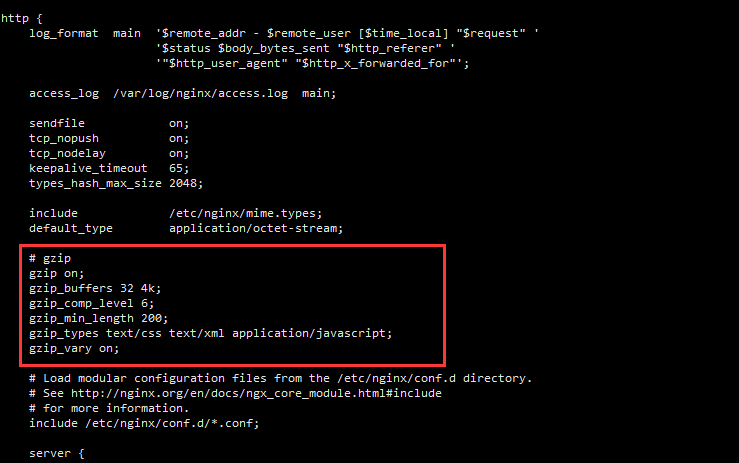 http {
    log_format  main  '$remote_addr - $remote_user [$time_local] "$request" '
                      '$status $body_bytes_sent "$http_referer" '
                      '"$http_user_agent" "$http_x_forwarded_for"';
    access_log  /var/log/nginx/access.log  main;
    sendfile            on;
    tcp_nopush          on;
    tcp_nodelay         on;
    keepalive_timeout   65;
    types_hash_max_size 2048;
    include             /etc/nginx/mime.types;
    default_type        application/octet-stream;
    # gzip
    gzip on;
    gzip_buffers 32 4k;
    gzip_comp_level 6;
    gzip_min_length 200;
    gzip_types text/css text/xml application/javascript;
    gzip_vary on;
    # Load modular configuration files from the /etc/nginx/conf.d directory.
    # See http://nginx.org/en/docs/ngx_core_module.html#include
    # for more information.
    include /etc/nginx/conf.d/*.conf;
    server {